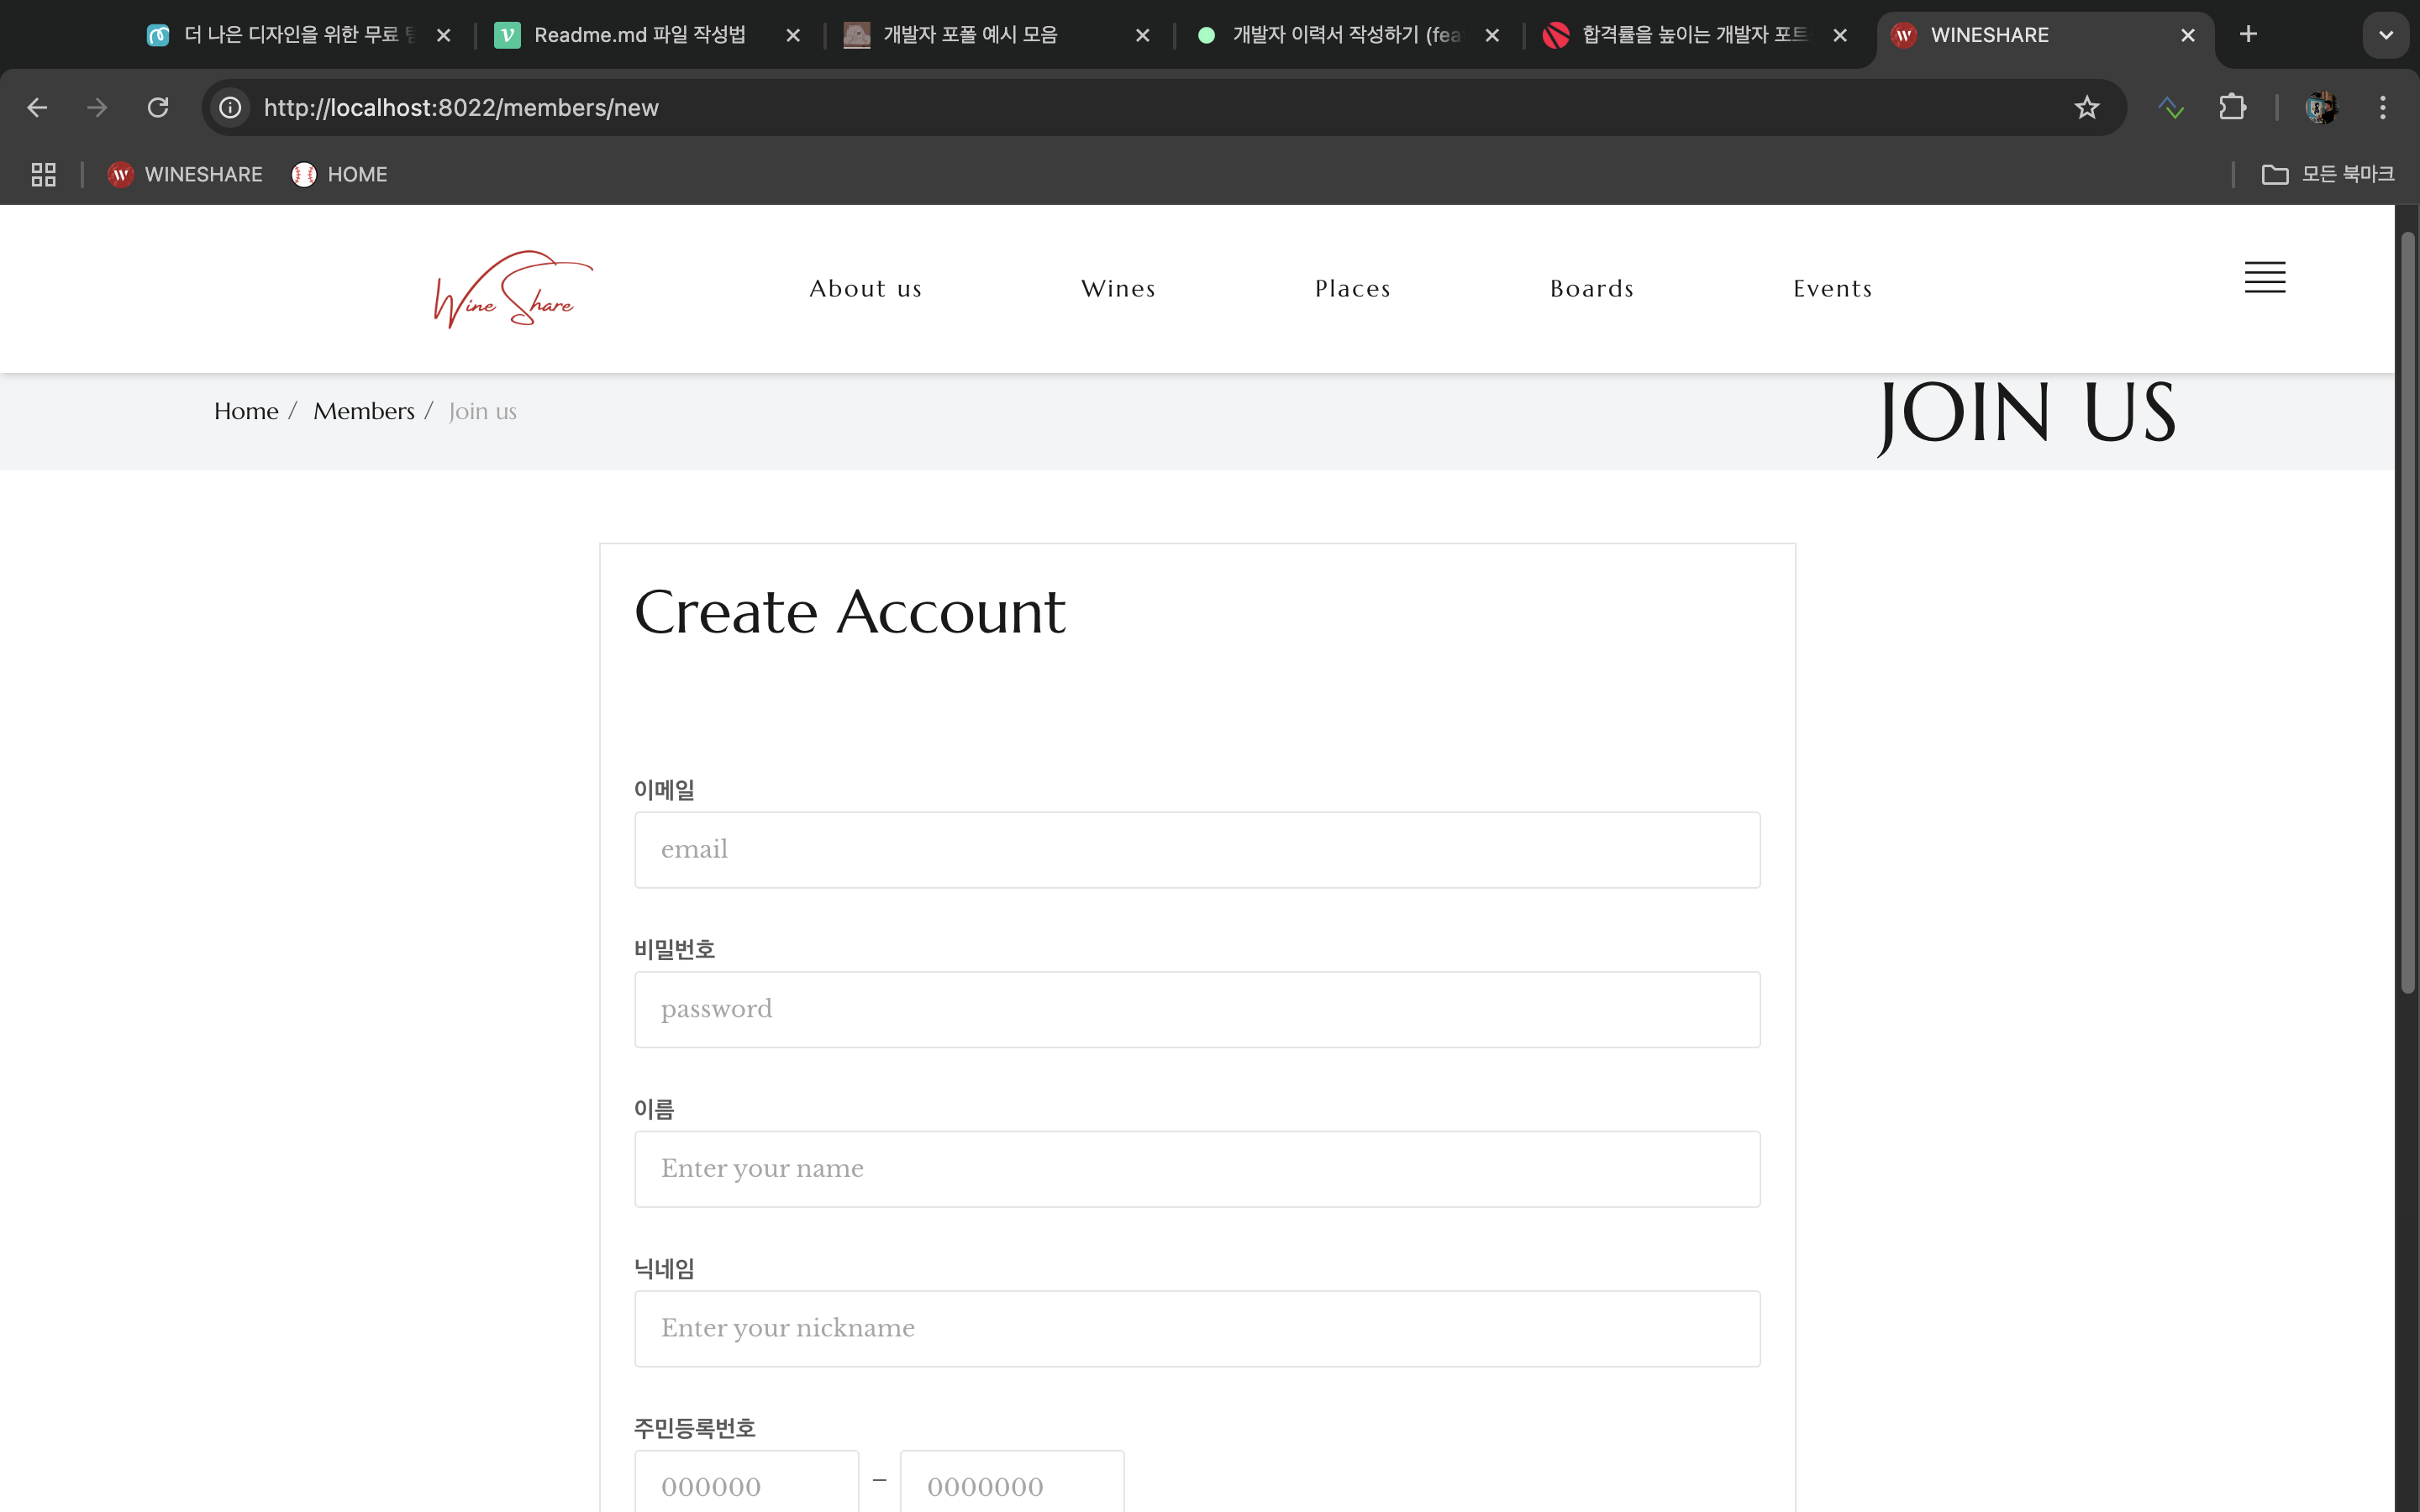 더 나은 디자인을 위한 무료 템
Readme.md 파일 작성법
개발자 포폴 예시 모음
개발자 이력서 작성하기 (fea
합격률을 높이는 개발자 포트
WINESHARE
http://localhost:8022/members/new
WINESHARE
HOME
모든 북마크
Wine Share
About us
Wines
Places
Boards
Events
Home / Members / Join us
JOIN US
Create Account
이메일
email
비밀번호
password
이름
Enter your name
닉네임
Enter your nickname
주민등록번호
000000 – 0000000